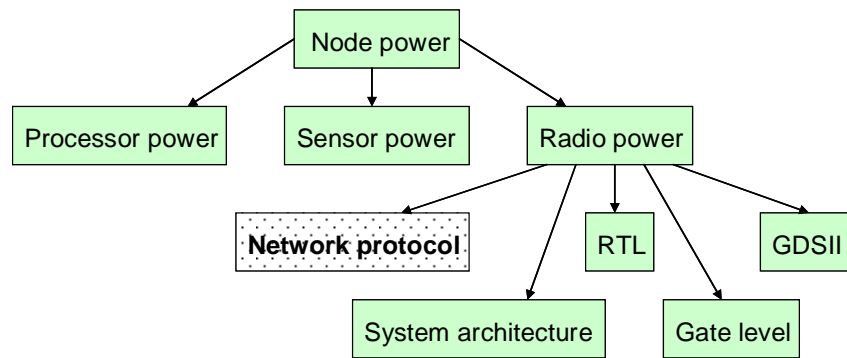 Node power
Processor power
Sensor power
Radio power
Network protocol
RTL
GDSII
System architecture
Gate level